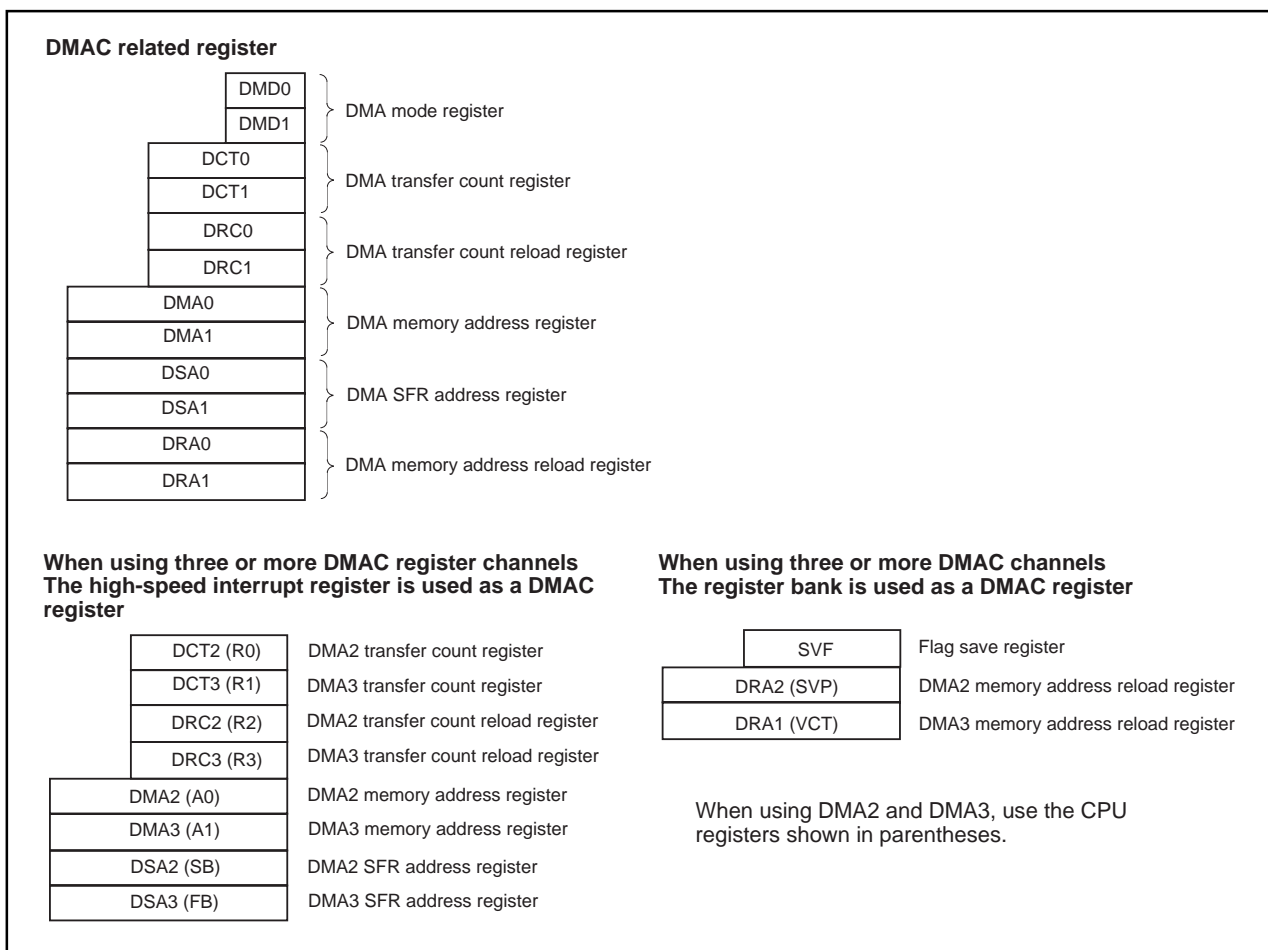 DMAC related register
DMD0
DMD1
DMA mode register
DCT0
DCT1
DMA transfer count register
DRC0
DRC1
DMA transfer count reload register
DMA0
DMA1
DMA memory address register
DSA0
DSA1
DMA SFR address register
DRA0
DRA1
DMA memory address reload register
When using three or more DMAC register channels
The high-speed interrupt register is used as a DMAC
register
DCT2 (R0) DMA2 transfer count register
DCT3 (R1) DMA3 transfer count register
DRC2 (R2) DMA2 transfer count reload register
DRC3 (R3) DMA3 transfer count reload register
DMA2 (A0) DMA2 memory address register
DMA3 (A1) DMA3 memory address register
DSA2 (SB) DMA2 SFR address register
DSA3 (FB) DMA3 SFR address register
When using three or more DMAC channels
The register bank is used as a DMAC register
SVF Flag save register
DRA2 (SVP) DMA2 memory address reload register
DRA1 (VCT) DMA3 memory address reload register
When using DMA2 and DMA3, use the CPU
registers shown in parentheses.